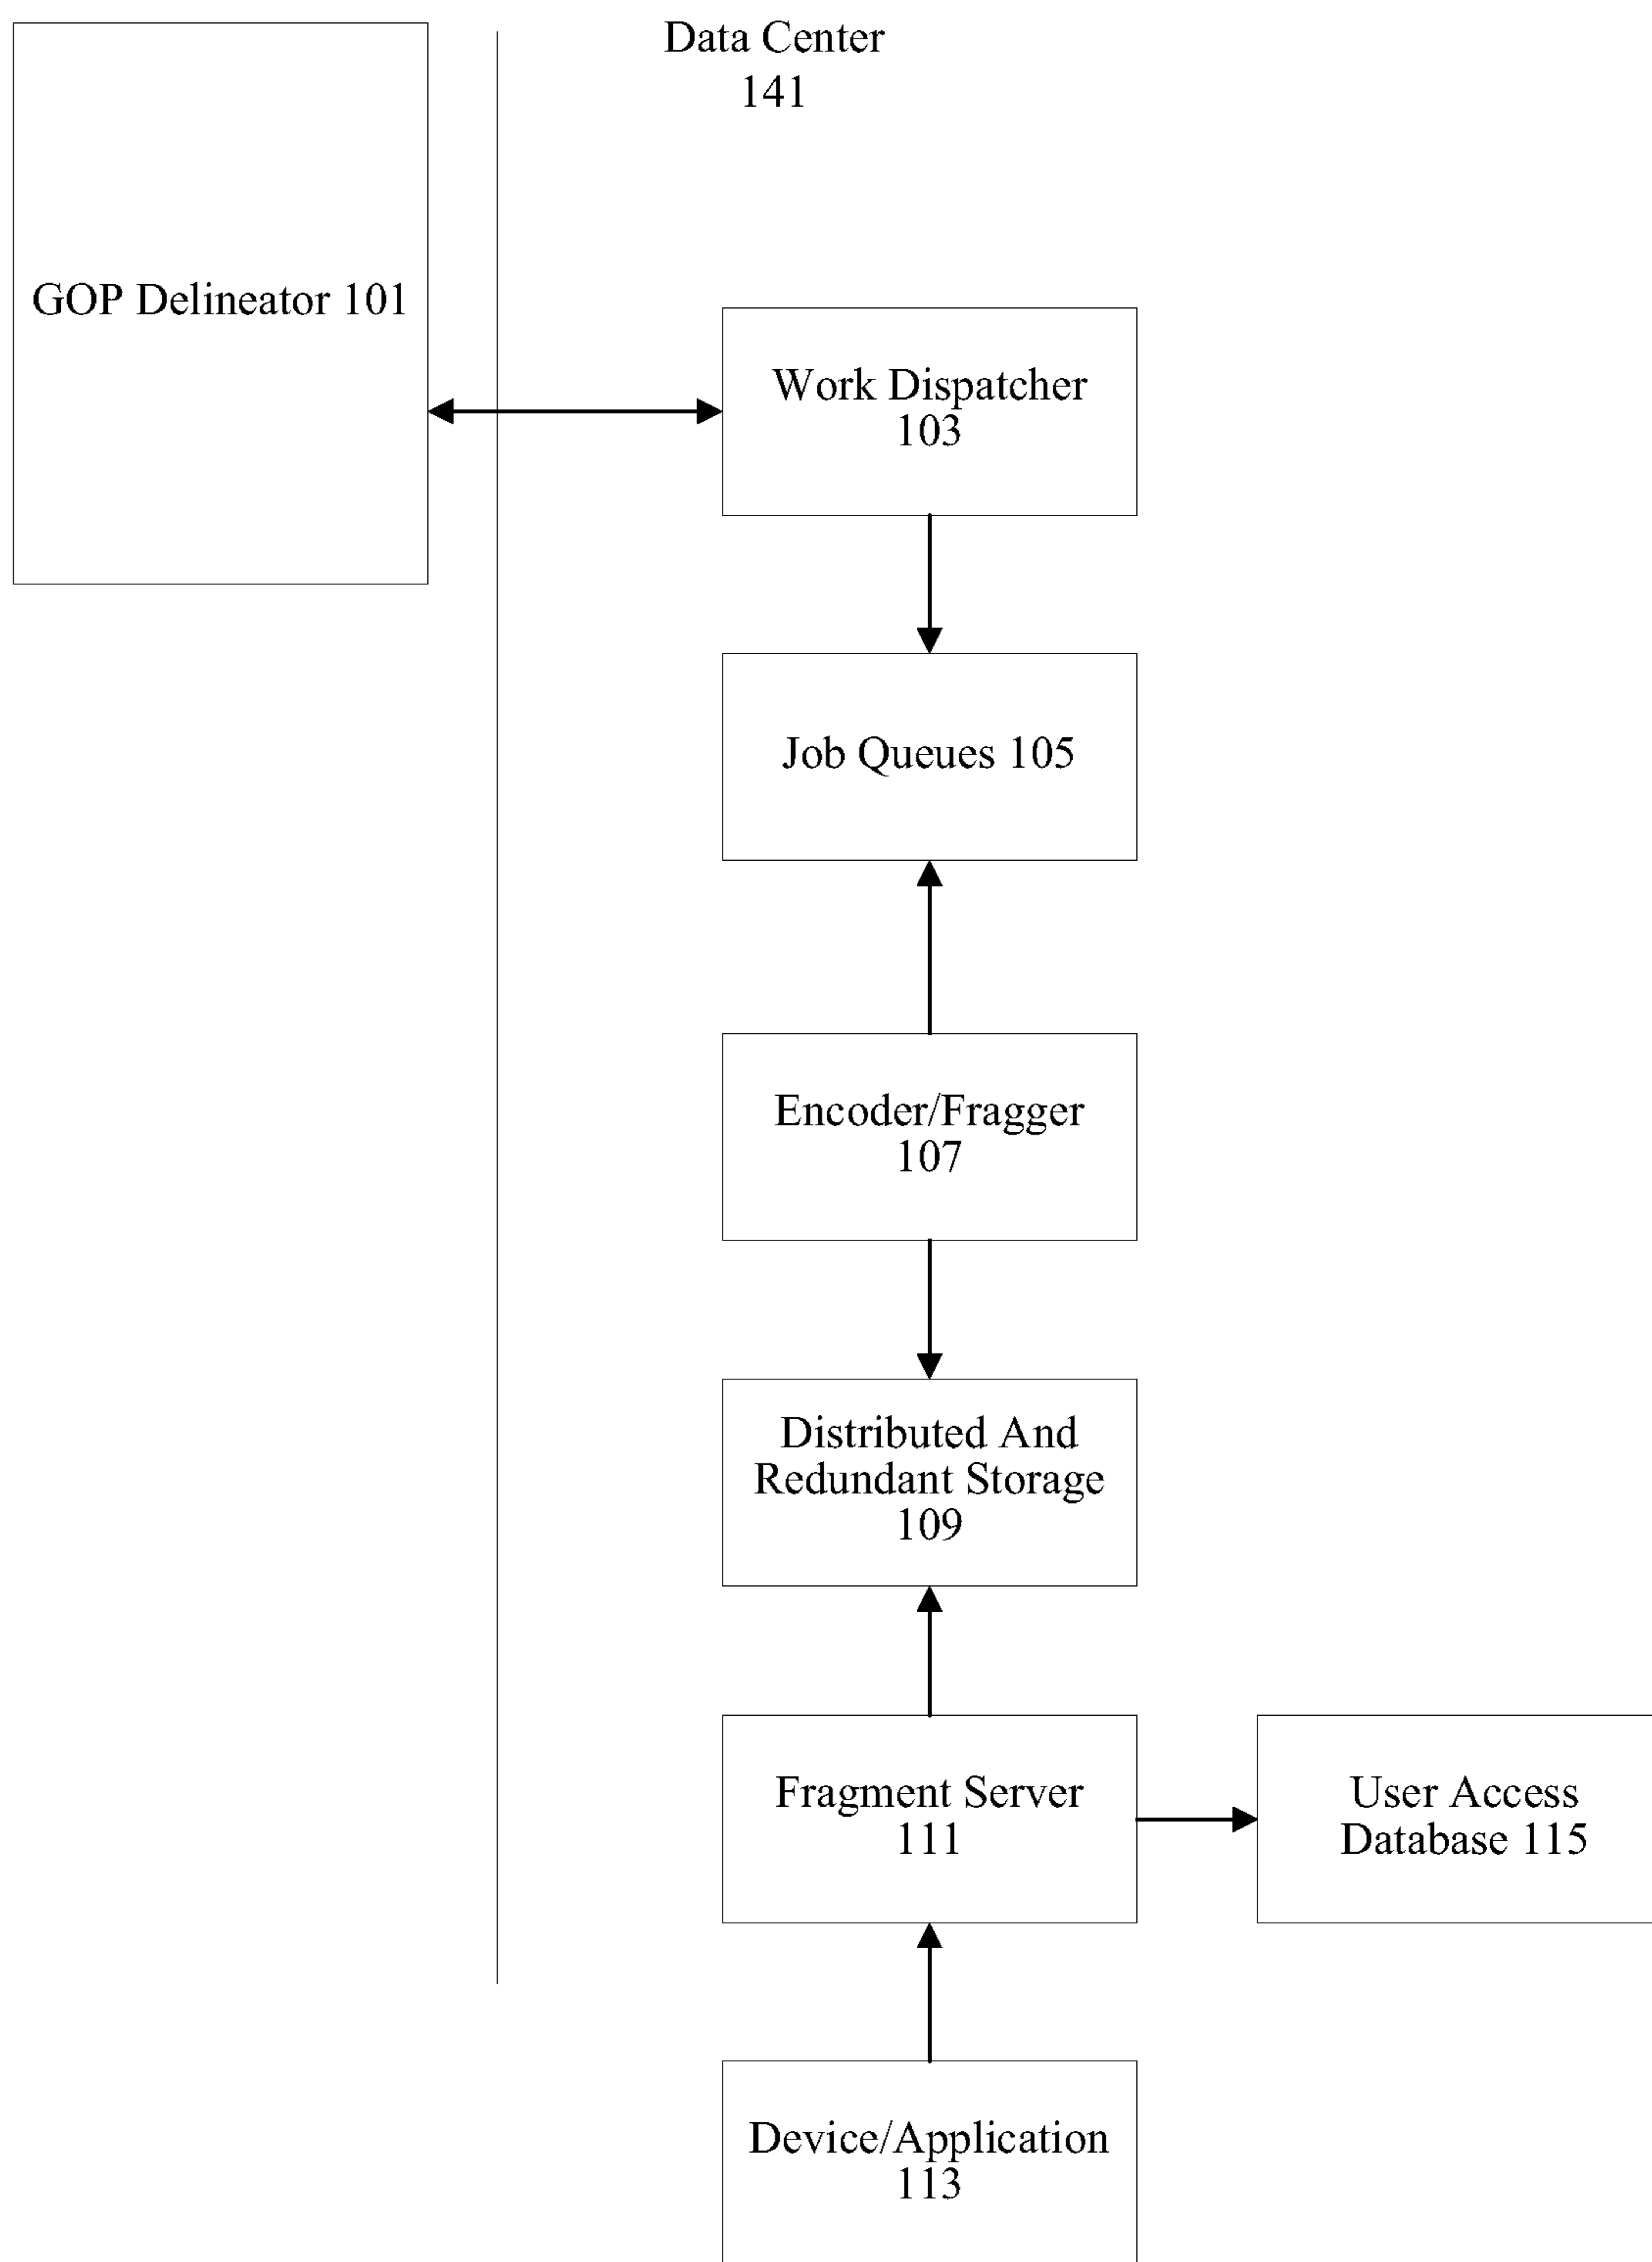 Data Center
141
GOP Delineator 101
Work Dispatcher
103
Job Queues 105
Encoder/Fragger
107
Distributed And
Redundant Storage
109
Fragment Server
111
User Access
Database 115
Device/Application
113